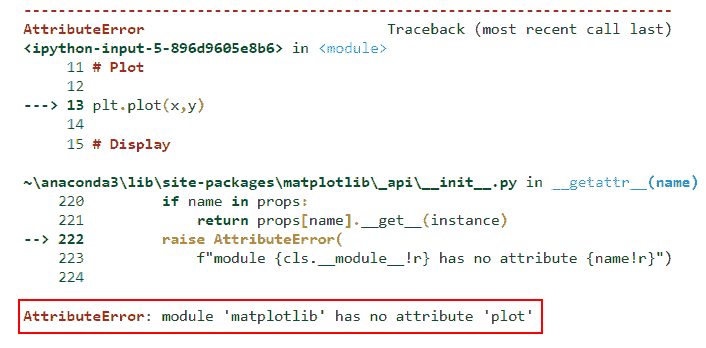 ---------------------------------------------------------------------------
AttributeError                            Traceback (most recent call last)
<ipython-input-5-896d9605e8b6> in <module>
     11 # Plot
     12
---> 13 plt.plot(x,y)
     14
     15 # Display
~\anaconda3\lib\site-packages\matplotlib\_api\__init__.py in __getattr__(name)
    220         if name in props:
    221             return props[name].__get__(instance)
--> 222         raise AttributeError(
    223             f"module {cls.__module__!r} has no attribute {name!r}")
    224
AttributeError: module 'matplotlib' has no attribute 'plot'